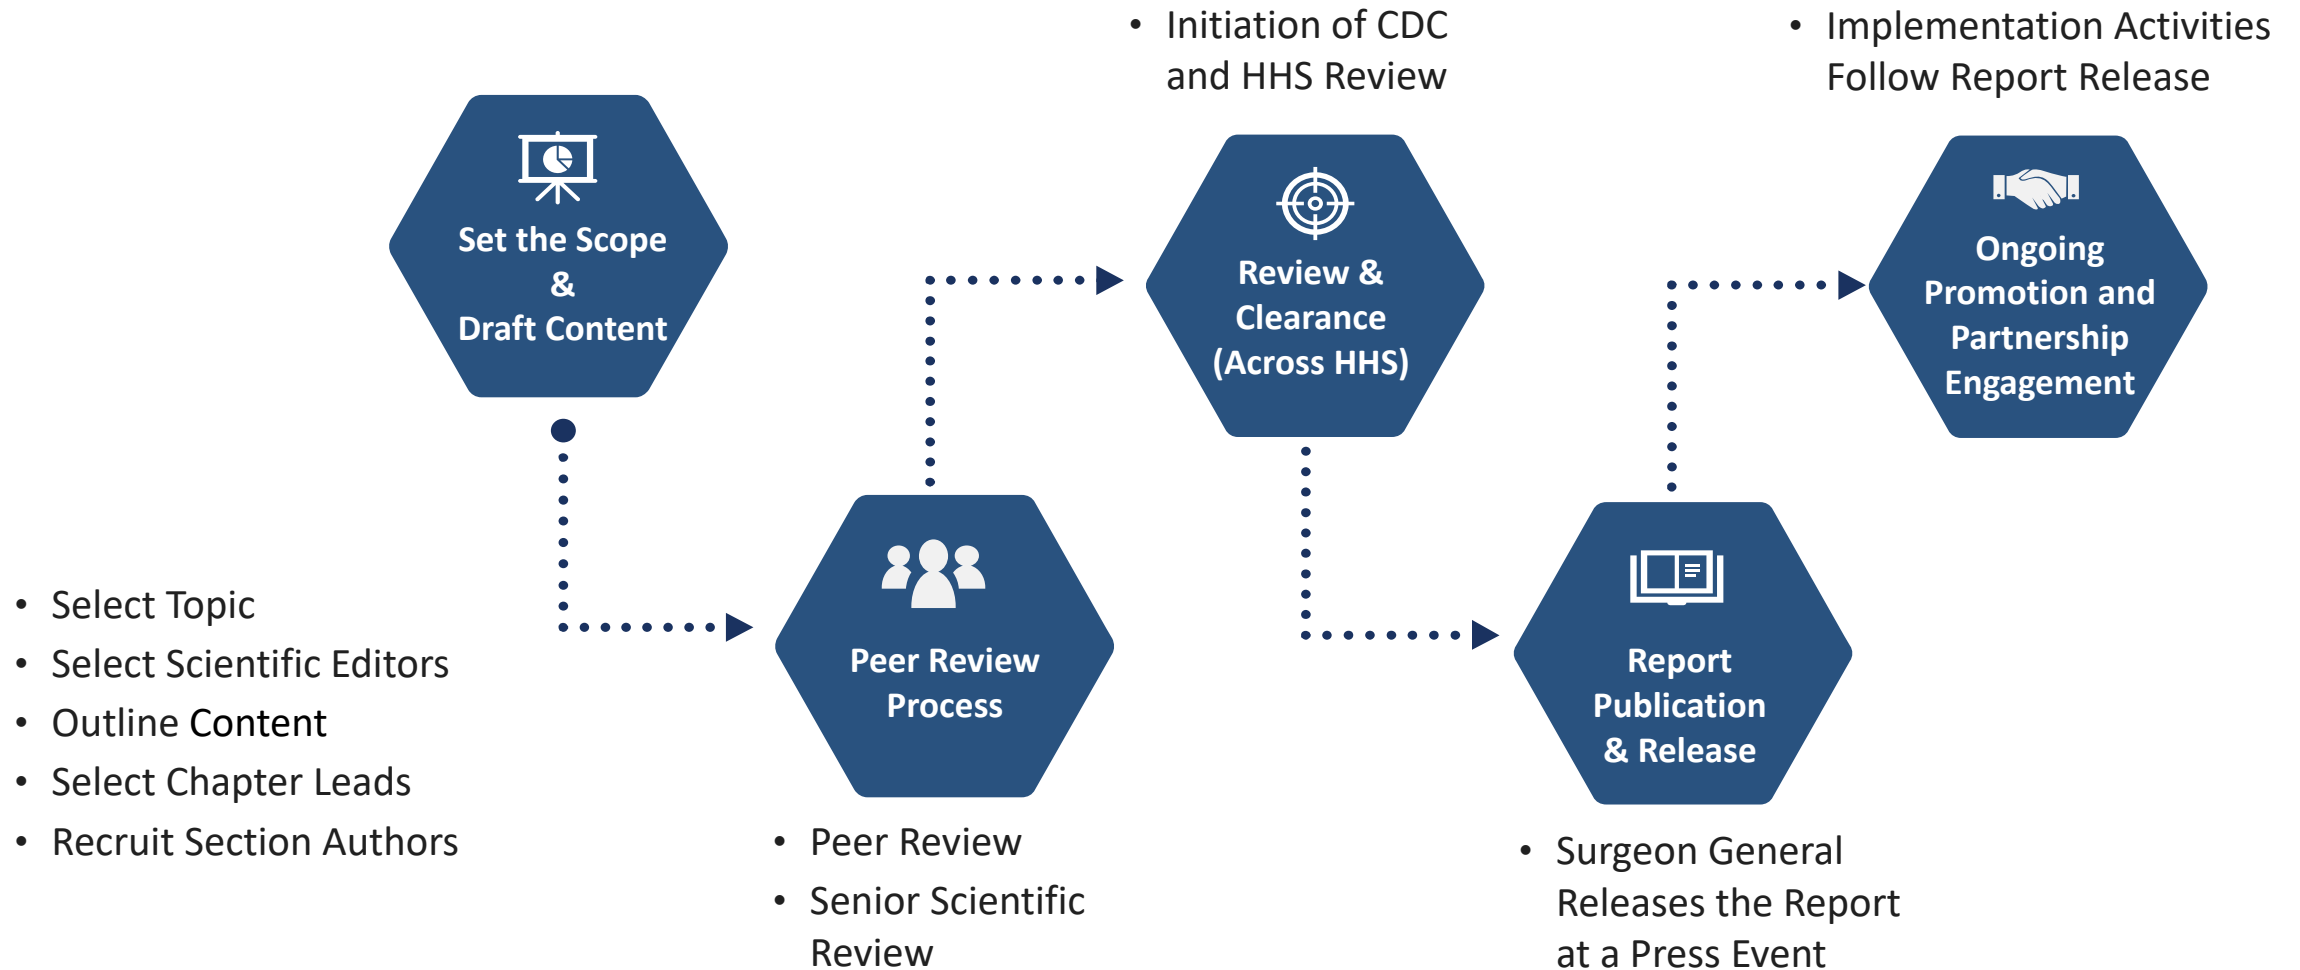 Set the Scope
&
Draft Content
• Select Topic
• Select Scientific Editors
• Outline Content
• Select Chapter Leads
• Recruit Section Authors
Peer Review
Process
• Peer Review
• Senior Scientific
Review
• Initiation of CDC
and HHS Review
Review &
Clearance
(Across HHS)
Report
Publication
& Release
• Surgeon General
Releases the Report
at a Press Event
• Implementation Activities
Follow Report Release
Ongoing
Promotion and
Partnership
Engagement